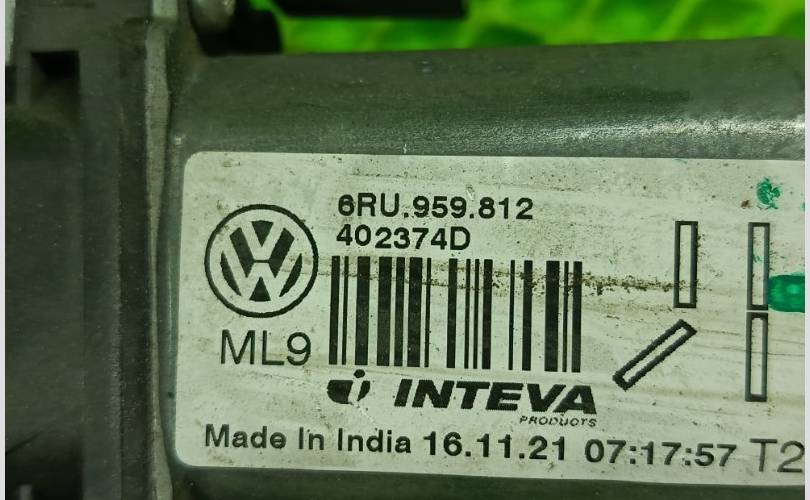 6RU.959.812
402374D
ML9
INTEVA
PRODUCTS
Made In India 16.11.21 07:17:57 T2